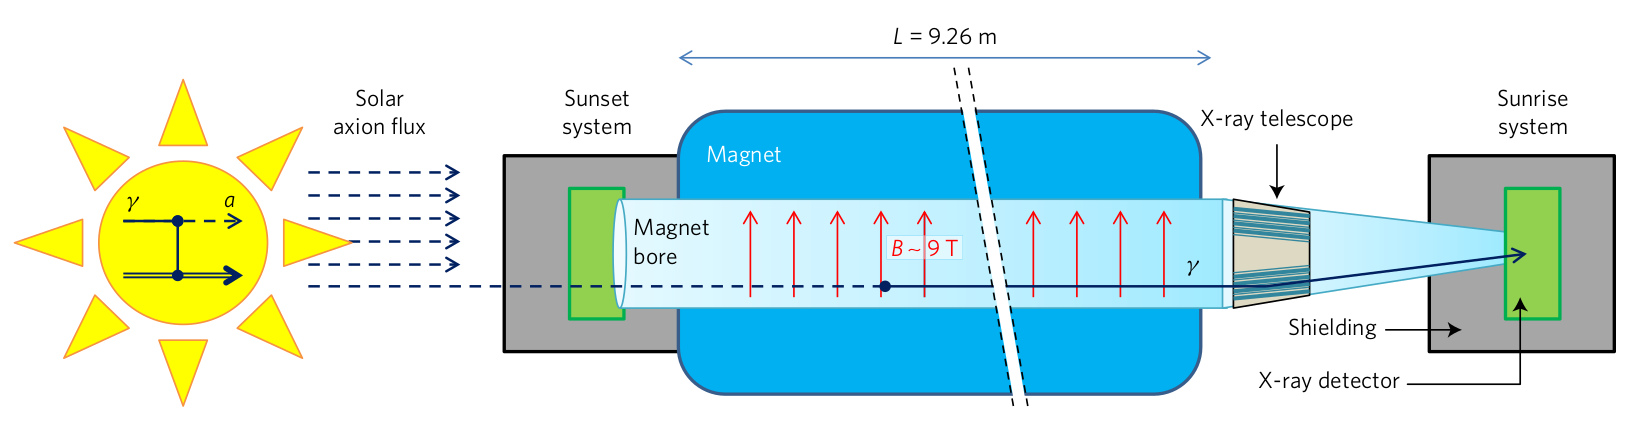 L = 9.26 m
Solar
axion flux
Sunset
system
Sunrise
system
X-ray telescope
Magnet
γ
a
Magnet
bore
B ~ 9 T
γ
Shielding
X-ray detector